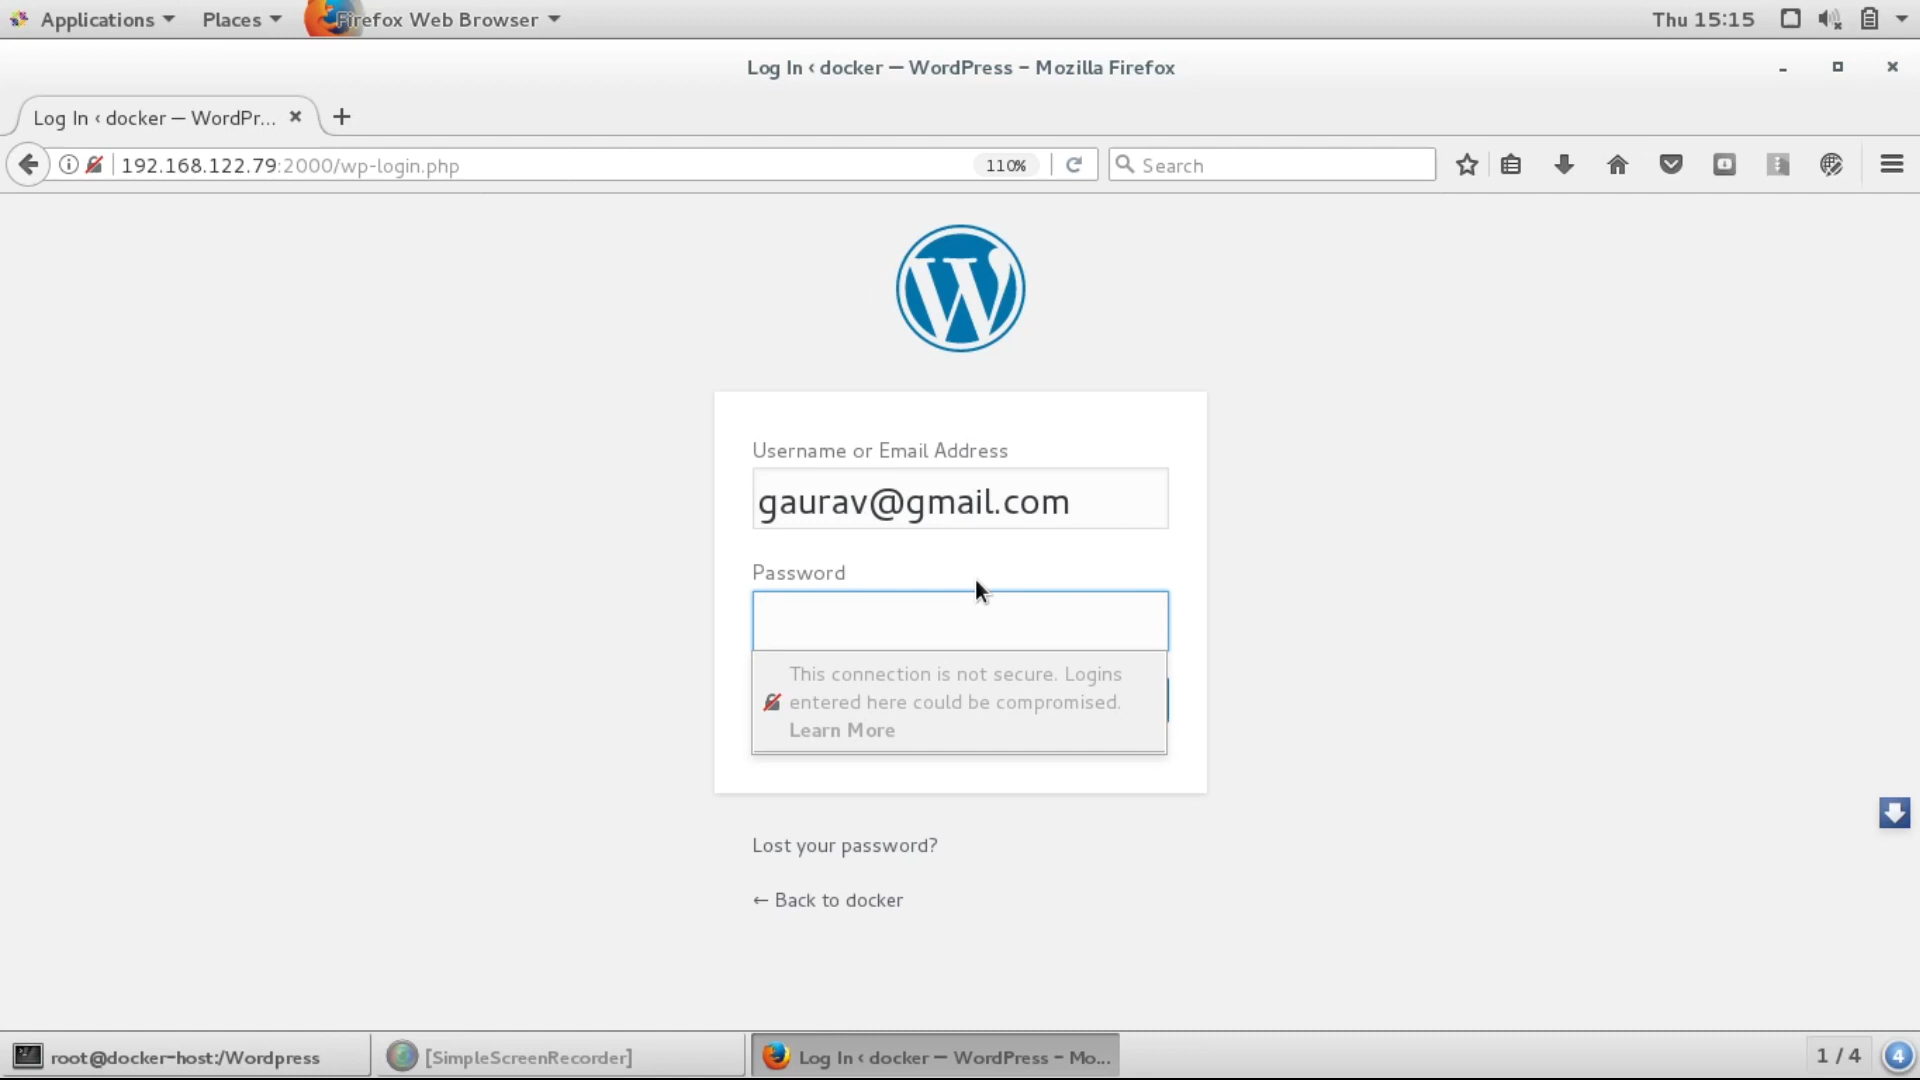 Applications Places Firefox Web Browser Thu 15:15
Log In ‹ docker — WordPress – Mozilla Firefox
Log In ‹ docker — WordPr...
192.168.122.79:2000/wp-login.php 110% Search
Username or Email Address
gaurav@gmail.com
Password
This connection is not secure. Logins
entered here could be compromised.
Learn More
Lost your password?
← Back to docker
root@docker-host:/Wordpress [SimpleScreenRecorder] Log In ‹ docker — WordPress – Mo... 1 / 4 4